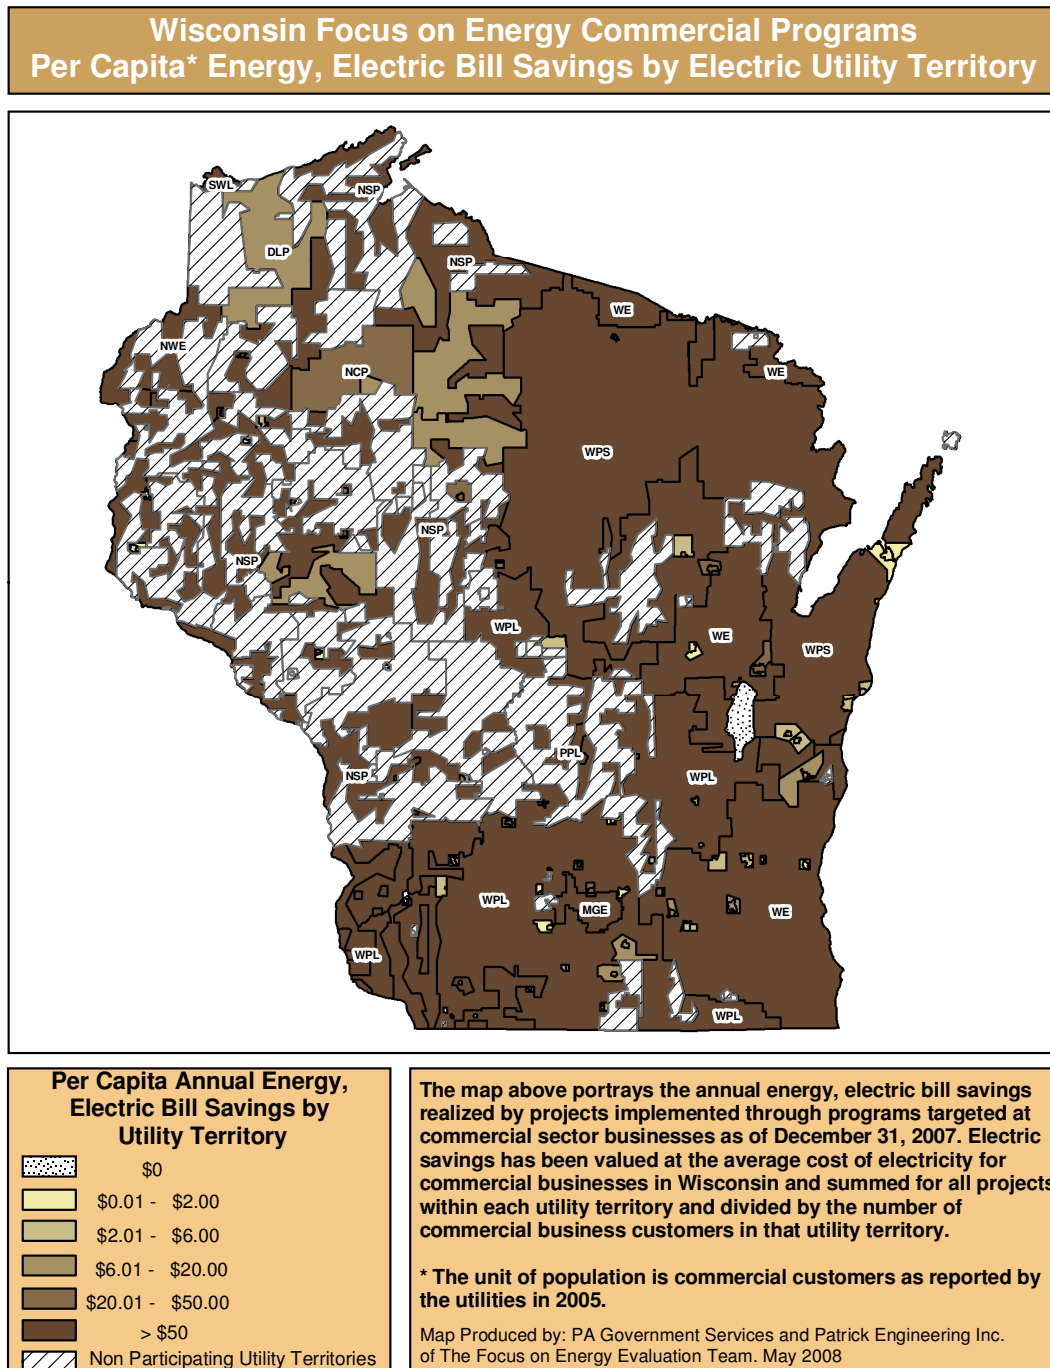 Wisconsin Focus on Energy Commercial Programs
Per Capita* Energy, Electric Bill Savings by Electric Utility Territory
SWL
NSP
DLP
NSP
WE
NWE
NCP
WE
WPS
NSP
NSP
WPL
WE
WPS
PPL
NSP
WPL
WPL
MGE
WE
WPL
WPL
Per Capita Annual Energy,
Electric Bill Savings by
Utility Territory
$0
$0.01 - $2.00
$2.01 - $6.00
$6.01 - $20.00
$20.01 - $50.00
> $50
Non Participating Utility Territories
The map above portrays the annual energy, electric bill savings
realized by projects implemented through programs targeted at
commercial sector businesses as of December 31, 2007. Electric
savings has been valued at the average cost of electricity for
commercial businesses in Wisconsin and summed for all projects
within each utility territory and divided by the number of
commercial business customers in that utility territory.
* The unit of population is commercial customers as reported by
the utilities in 2005.
Map Produced by: PA Government Services and Patrick Engineering Inc.
of The Focus on Energy Evaluation Team. May 2008